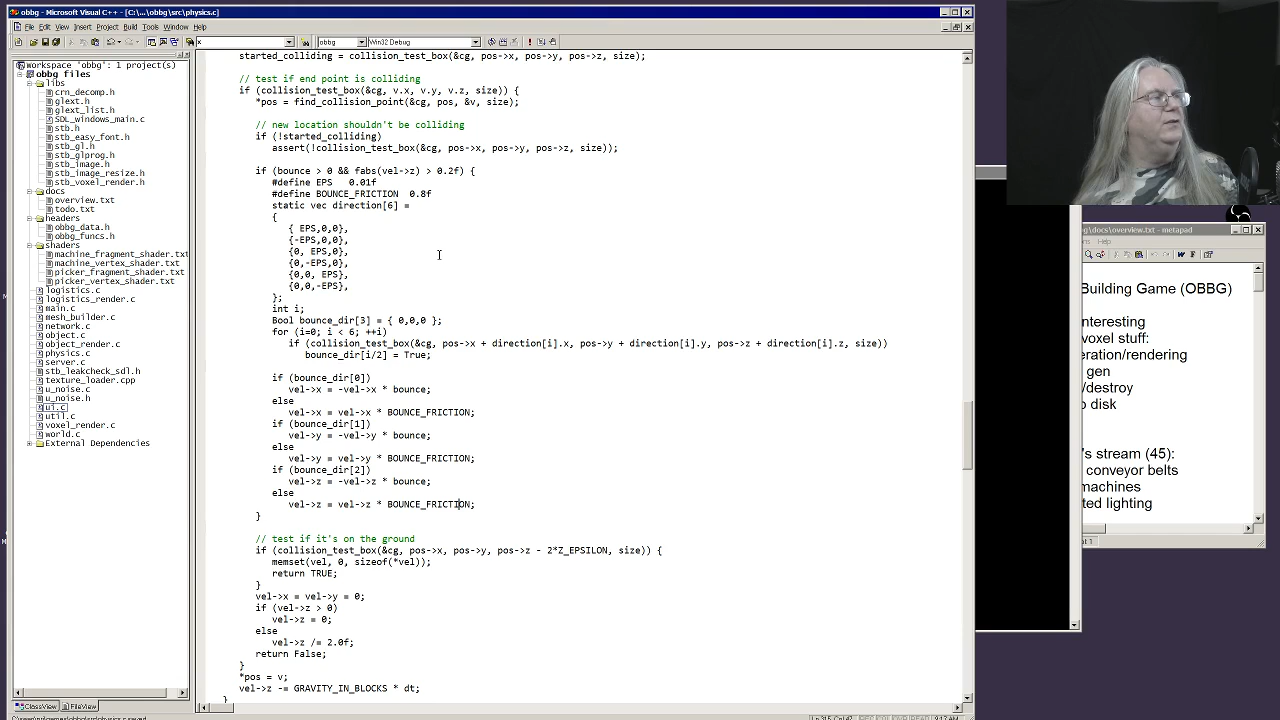 obbg - Microsoft Visual C++ - [C:\...\obbg\src\physics.c]
File Edit View Insert Project Build Tools Window Help
x obbg Win32 Debug
Workspace 'obbg': 1 project(s)
obbg files
libs
crn_decomp.h
glext.h
glext_list.h
SDL_windows_main.c
stb.h
stb_easy_font.h
stb_gl.h
stb_glprog.h
stb_image.h
stb_image_resize.h
stb_voxel_render.h
docs
overview.txt
todo.txt
headers
obbg_data.h
obbg_funcs.h
shaders
machine_fragment_shader.txt
machine_vertex_shader.txt
picker_fragment_shader.txt
picker_vertex_shader.txt
logistics.c
logistics_render.c
main.c
mesh_builder.c
network.c
object.c
object_render.c
physics.c
server.c
stb_leakcheck_sdl.h
texture_loader.cpp
u_noise.c
u_noise.h
ui.c
util.c
voxel_render.c
world.c
External Dependencies
ClassView FileView
started_colliding = collision_test_box(&cg, pos->x, pos->y, pos->z, size);
// test if end point is colliding
if (collision_test_box(&cg, v.x, v.y, v.z, size)) {
*pos = find_collision_point(&cg, pos, &v, size);
// new location shouldn't be colliding
if (!started_colliding)
assert(!collision_test_box(&cg, pos->x, pos->y, pos->z, size));
if (bounce > 0 && fabs(vel->z) > 0.2f) {
#define EPS 0.01f
#define BOUNCE_FRICTION 0.8f
static vec direction[6] =
{
{ EPS,0,0},
{-EPS,0,0},
{0, EPS,0},
{0,-EPS,0},
{0,0, EPS},
{0,0,-EPS},
};
int i;
Bool bounce_dir[3] = { 0,0,0 };
for (i=0; i < 6; ++i)
if (collision_test_box(&cg, pos->x + direction[i].x, pos->y + direction[i].y, pos->z + direction[i].z, size))
bounce_dir[i/2] = True;
if (bounce_dir[0])
vel->x = -vel->x * bounce;
else
vel->x = vel->x * BOUNCE_FRICTION;
if (bounce_dir[1])
vel->y = -vel->y * bounce;
else
vel->y = vel->y * BOUNCE_FRICTION;
if (bounce_dir[2])
vel->z = -vel->z * bounce;
else
vel->z = vel->z * BOUNCE_FRICTION;
}
// test if it's on the ground
if (collision_test_box(&cg, pos->x, pos->y, pos->z - 2*Z_EPSILON, size)) {
memset(vel, 0, sizeof(*vel));
return TRUE;
}
vel->x = vel->y = 0;
if (vel->z > 0)
vel->z = 0;
else
vel->z /= 2.0f;
return False;
}
*pos = v;
vel->z -= GRAVITY_IN_BLOCKS * dt;
}
g\docs\overview.txt - metapad
Help
Building Game (OBBG)
interesting
voxel stuff:
eration/rendering
gen
/destroy
disk
's stream (45):
conveyor belts
machines
ted lighting